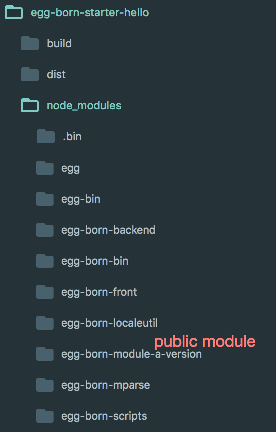 egg-born-starter-hello
build
dist
node_modules
.bin
egg
egg-bin
egg-born-backend
egg-born-bin
egg-born-front
egg-born-localeutil
public module
egg-born-module-a-version
egg-born-mparse
egg-born-scripts